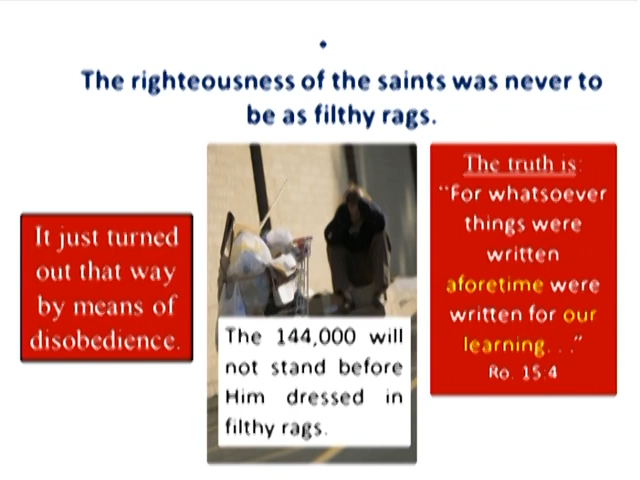 The righteousness of the saints was never to
be as filthy rags.
It just turned
out that way
by means of
disobedience.
The 144,000 will
not stand before
Him dressed in
filthy rags.
The truth is:
“For whatsoever
things were
written
aforetime were
written for our
learning. . .”
Ro. 15:4